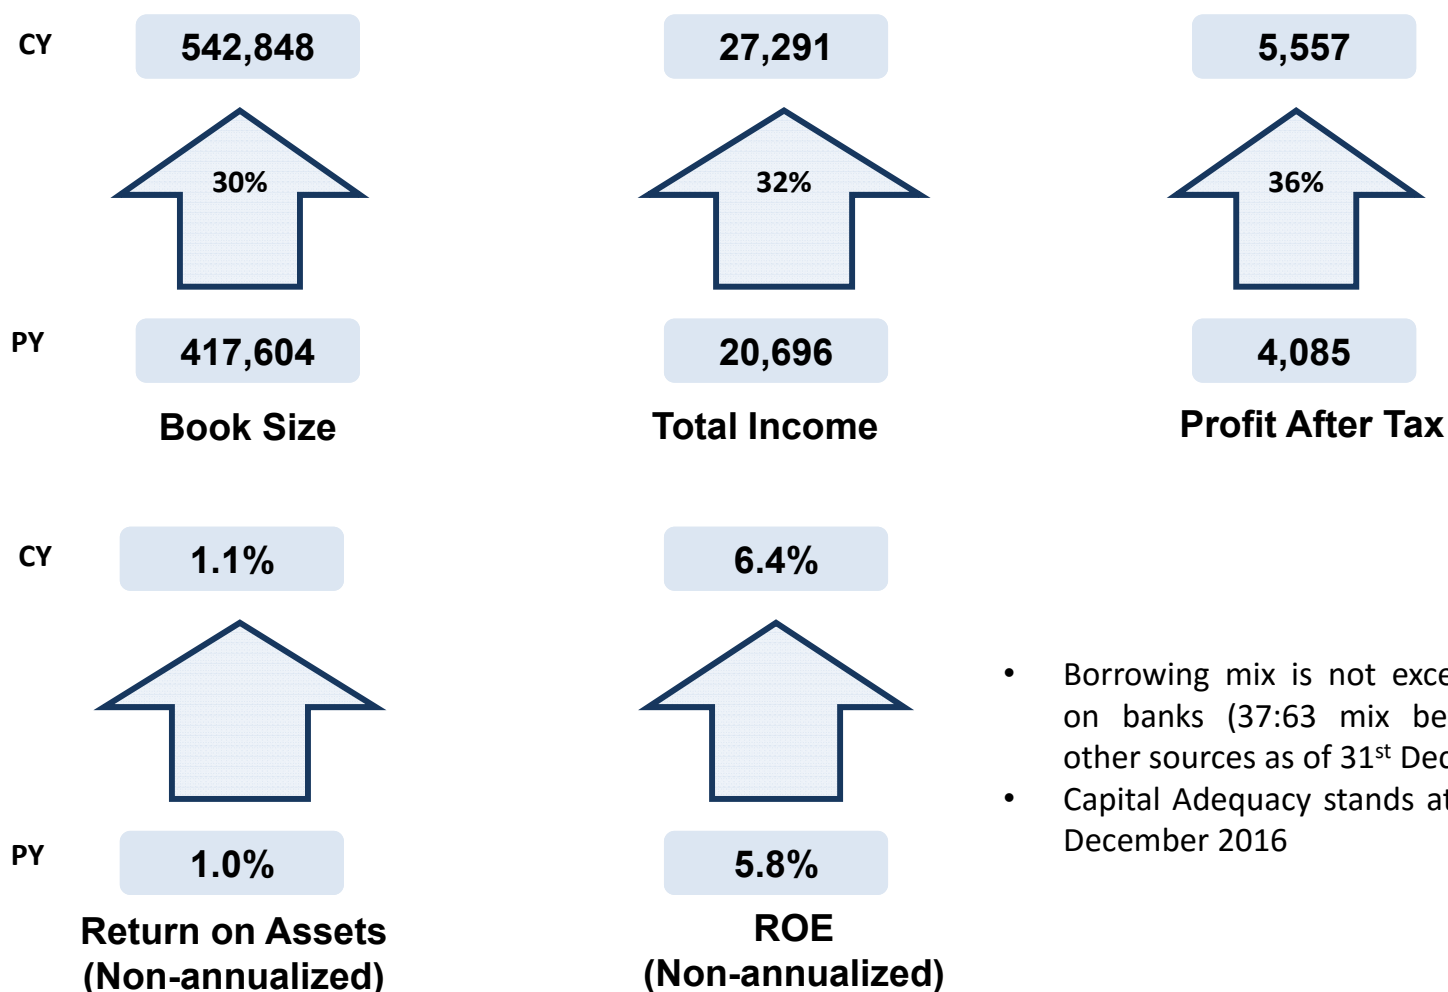 CY
542,848
27,291
5,557
30%
32%
36%
PY
417,604
20,696
4,085
Book Size
Total Income
Profit After Tax
CY
1.1%
6.4%
PY
1.0%
5.8%
Return on Assets
(Non-annualized)
ROE
(Non-annualized)
• Borrowing mix is not
on banks (37:63 mix
other sources as of 31st
• Capital Adequacy stands at
December 2016